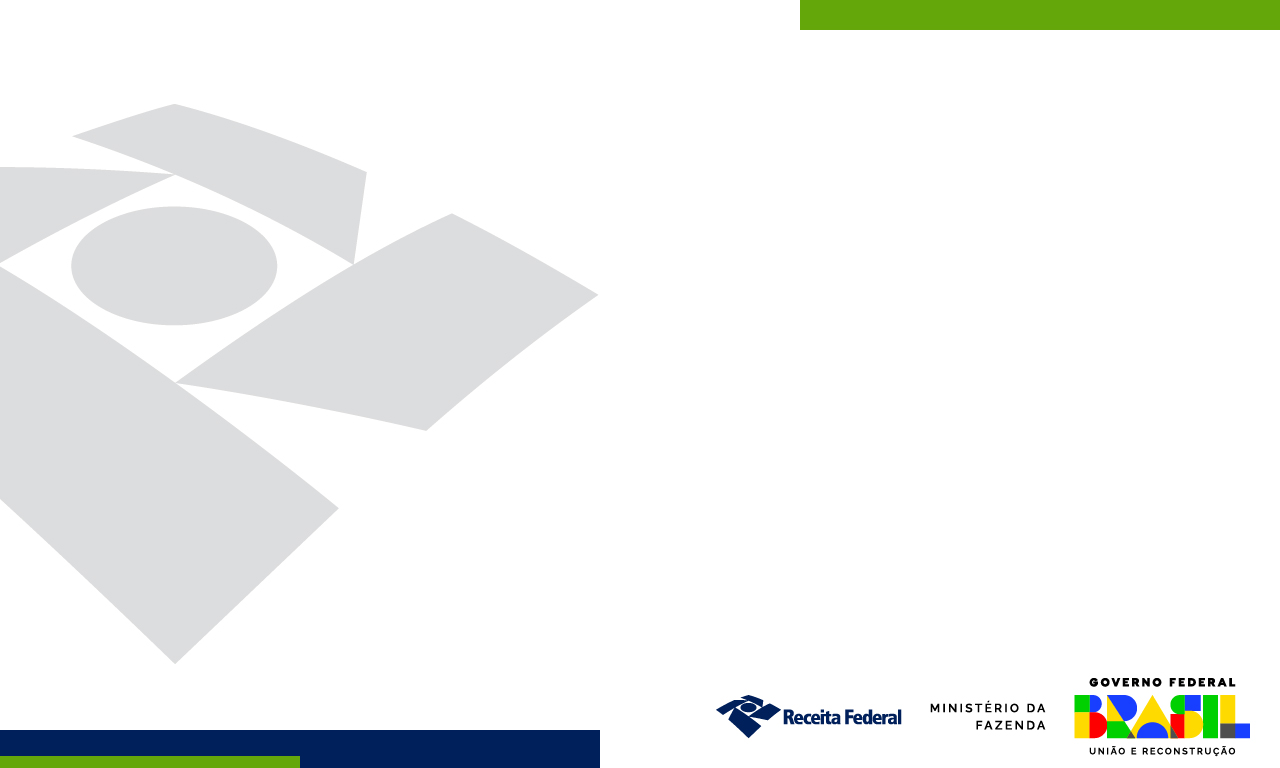 Receita Federal
MINISTÉRIO DA
FAZENDA
GOVERNO FEDERAL
BRASIL
UNIÃO E RECONSTRUÇÃO